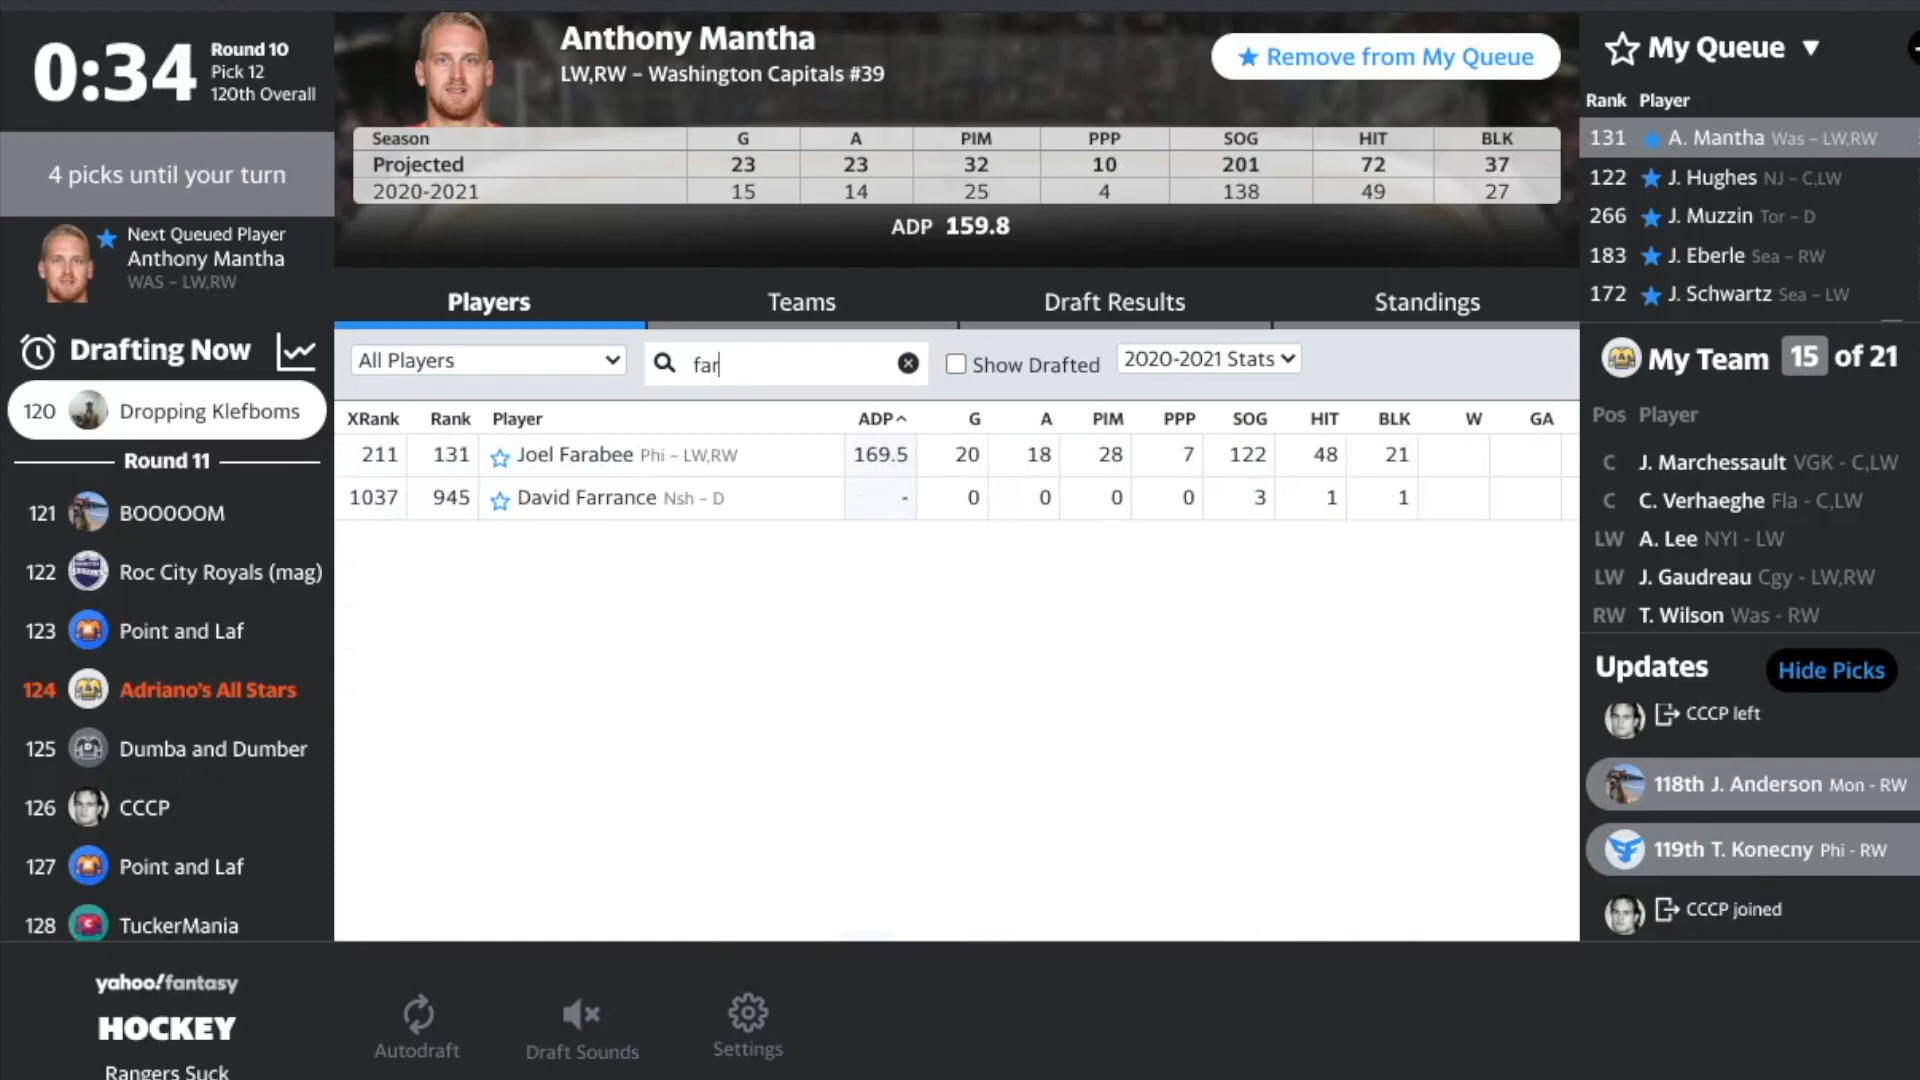 0:34
Round 10
Pick 12
120th Overall
4 picks until your turn
Next Queued Player
Anthony Mantha
WAS – LW,RW
Drafting Now
120 Dropping Klefboms
Round 11
121 BOOOOOM
122 Roc City Royals (mag)
123 Point and Laf
124 Adriano's All Stars
125 Dumba and Dumber
126 CCCP
127 Point and Laf
128 TuckerMania
Anthony Mantha
LW,RW – Washington Capitals #39
Remove from My Queue
Season G A PIM PPP SOG HIT BLK
Projected 23 23 32 10 201 72 37
2020-2021 15 14 25 4 138 49 27
ADP 159.8
Players Teams Draft Results Standings
All Players far Show Drafted 2020-2021 Stats
XRank Rank Player ADP G A PIM PPP SOG HIT BLK W GA
211 131 Joel Farabee Phi – LW,RW 169.5 20 18 28 7 122 48 21
1037 945 David Farrance Nsh – D - 0 0 0 0 3 1 1
My Queue
Rank Player
131 A. Mantha Was – LW,RW
122 J. Hughes NJ – C,LW
266 J. Muzzin Tor – D
183 J. Eberle Sea – RW
172 J. Schwartz Sea – LW
My Team 15 of 21
Pos Player
C J. Marchessault VGK - C,LW
C C. Verhaeghe Fla - C,LW
LW A. Lee NYI - LW
LW J. Gaudreau Cgy - LW,RW
RW T. Wilson Was - RW
Updates Hide Picks
CCCP left
118th J. Anderson Mon - RW
119th T. Konecny Phi - RW
CCCP joined
yahoo!fantasy
HOCKEY
Rangers Suck
Autodraft
Draft Sounds
Settings